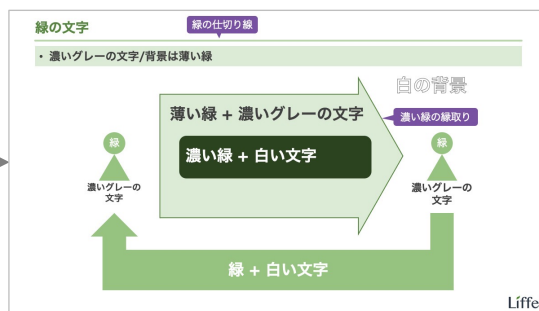 緑の文字
緑の仕切り線
・ 濃いグレーの文字/背景は薄い緑
白の背景
薄い緑 + 濃いグレーの文字
濃い緑の縁取り
濃い緑 + 白い文字
緑
濃いグレーの
文字
緑
濃いグレーの
文字
緑 + 白い文字
Liffe